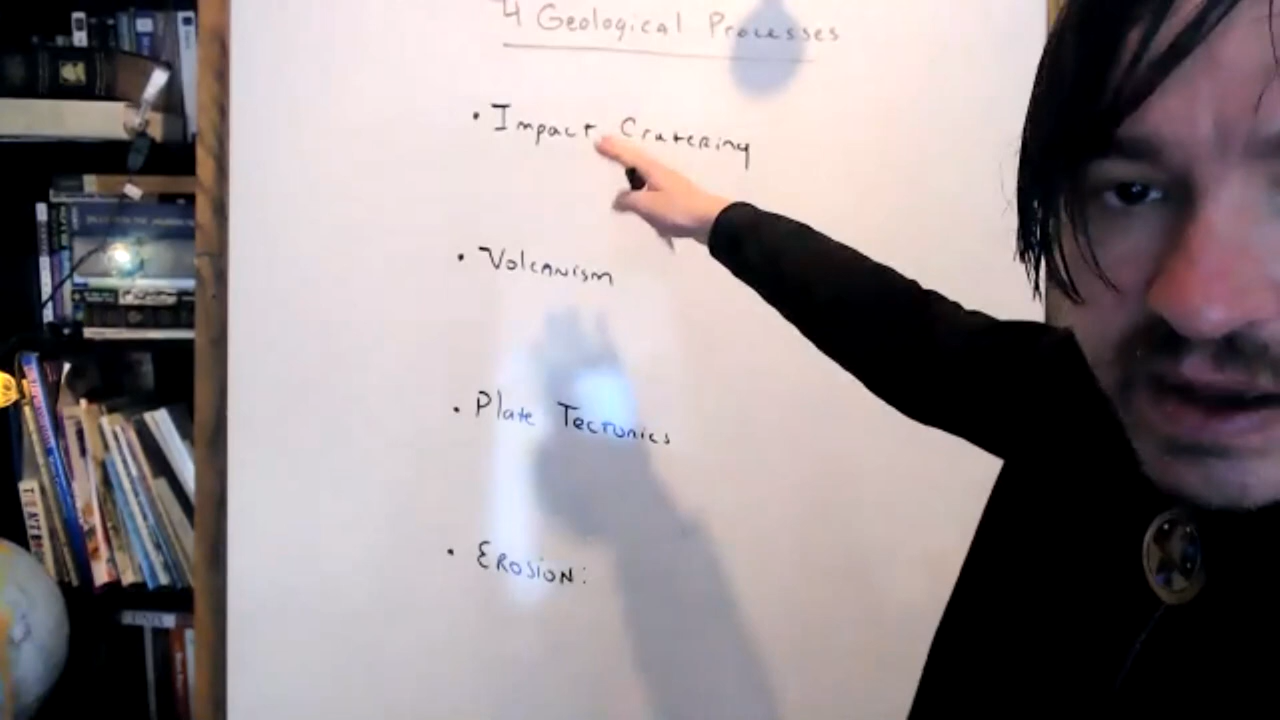 4 Geological Processes
• Impact Cratering
• Volcanism
• Plate Tectonics
• Erosion: